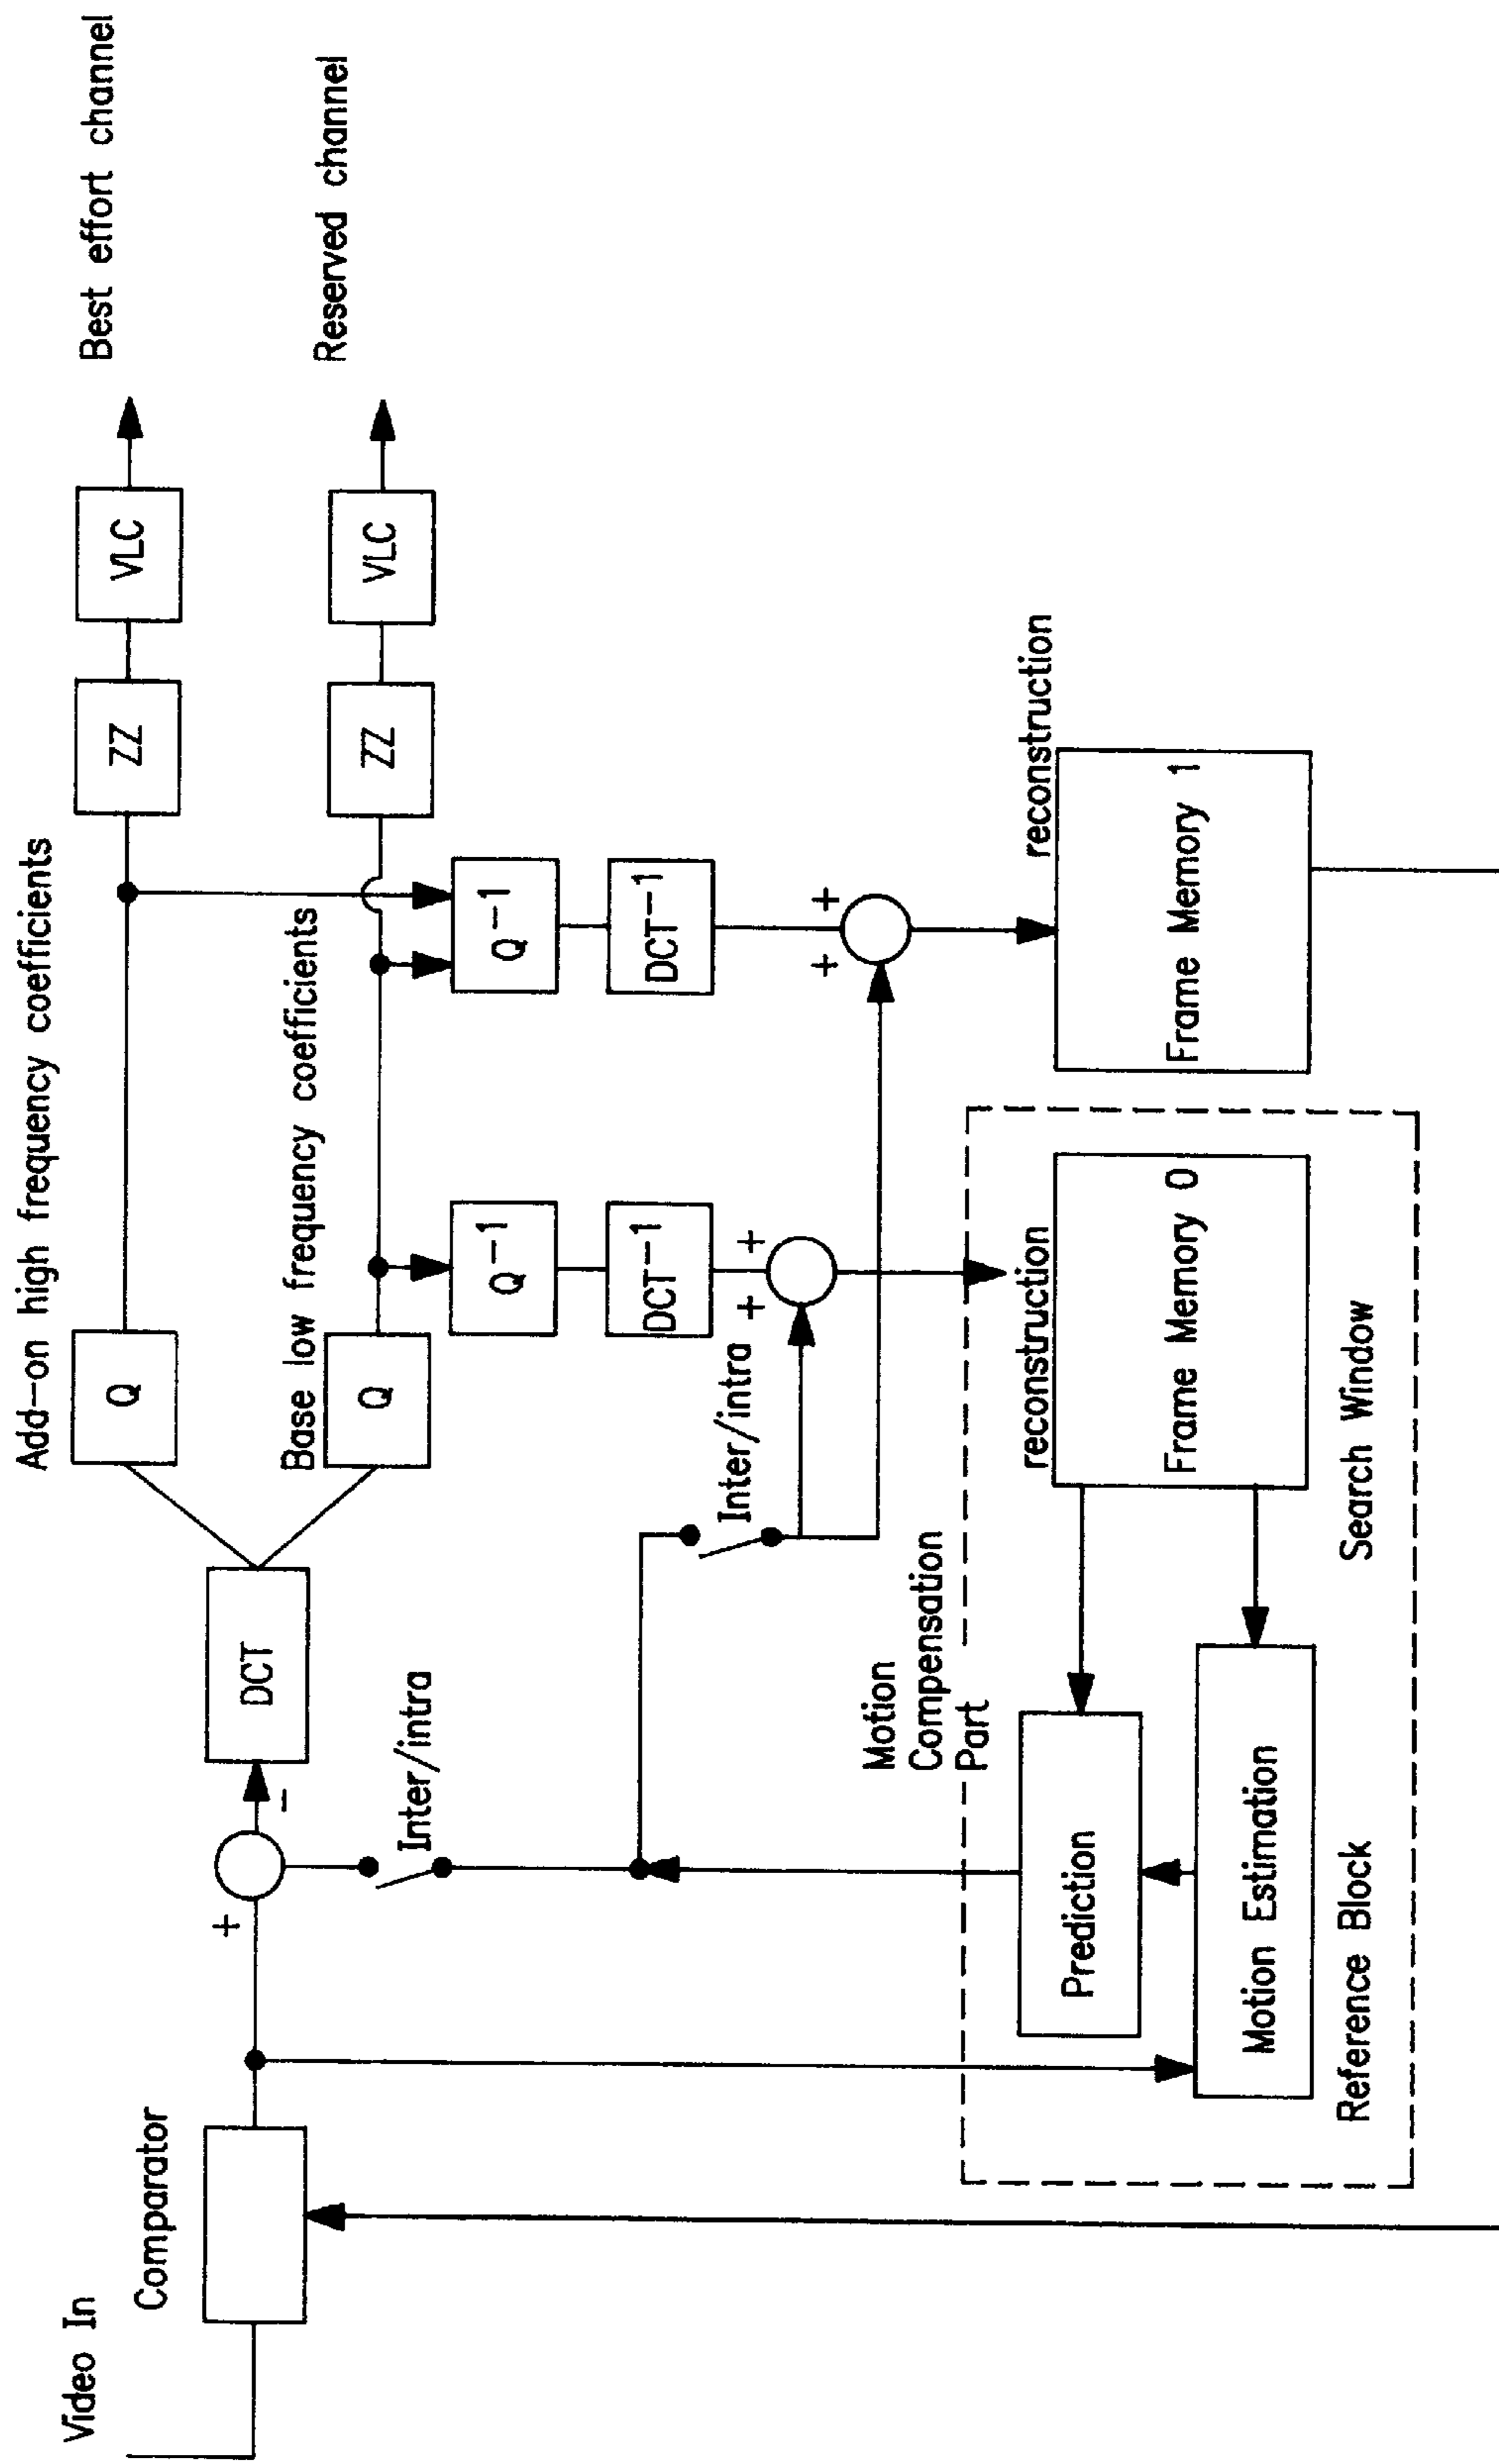 Video In
Comparator
+
−
DCT
Add-on high frequency coefficients
Q
ZZ
VLC
Best effort channel
Base low frequency coefficients
Q
ZZ
VLC
Reserved channel
Inter/intra
Q⁻¹
Q⁻¹
DCT⁻¹
DCT⁻¹
Inter/intra
+
+
+
+
Motion
Compensation
Part
Prediction
reconstruction
Frame Memory 0
reconstruction
Frame Memory 1
Motion Estimation
Reference Block
Search Window